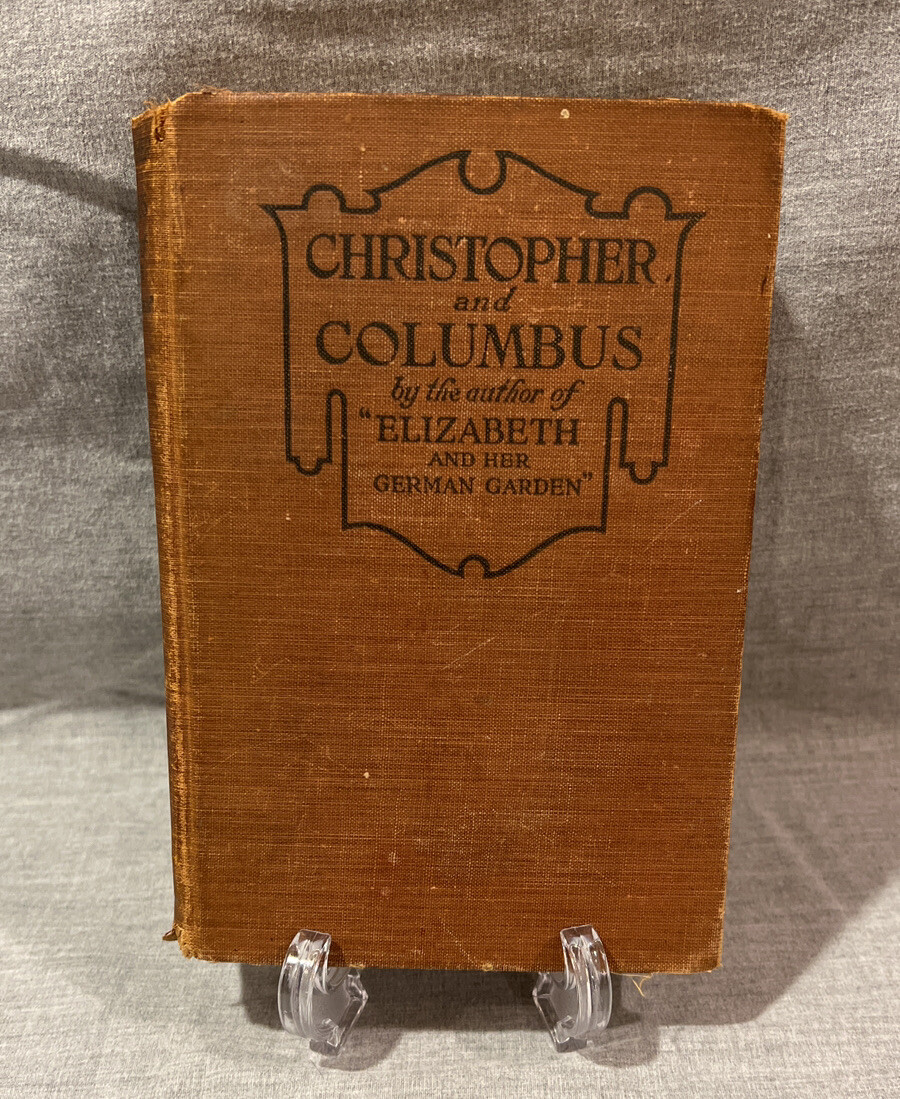 CHRISTOPHER
and
COLUMBUS
by the author of
"ELIZABETH
AND HER
GERMAN GARDEN"